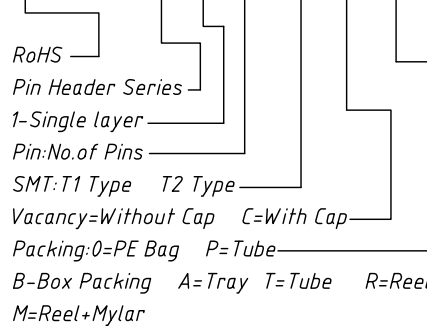 RoHS
Pin Header Series
1-Single layer
Pin:No.of Pins
SMT:T1 Type T2 Type
Vacancy=Without Cap C=With Cap
Packing:0=PE Bag P=Tube
B-Box Packing A=Tray T=Tube R=Reel
M=Reel+Mylar